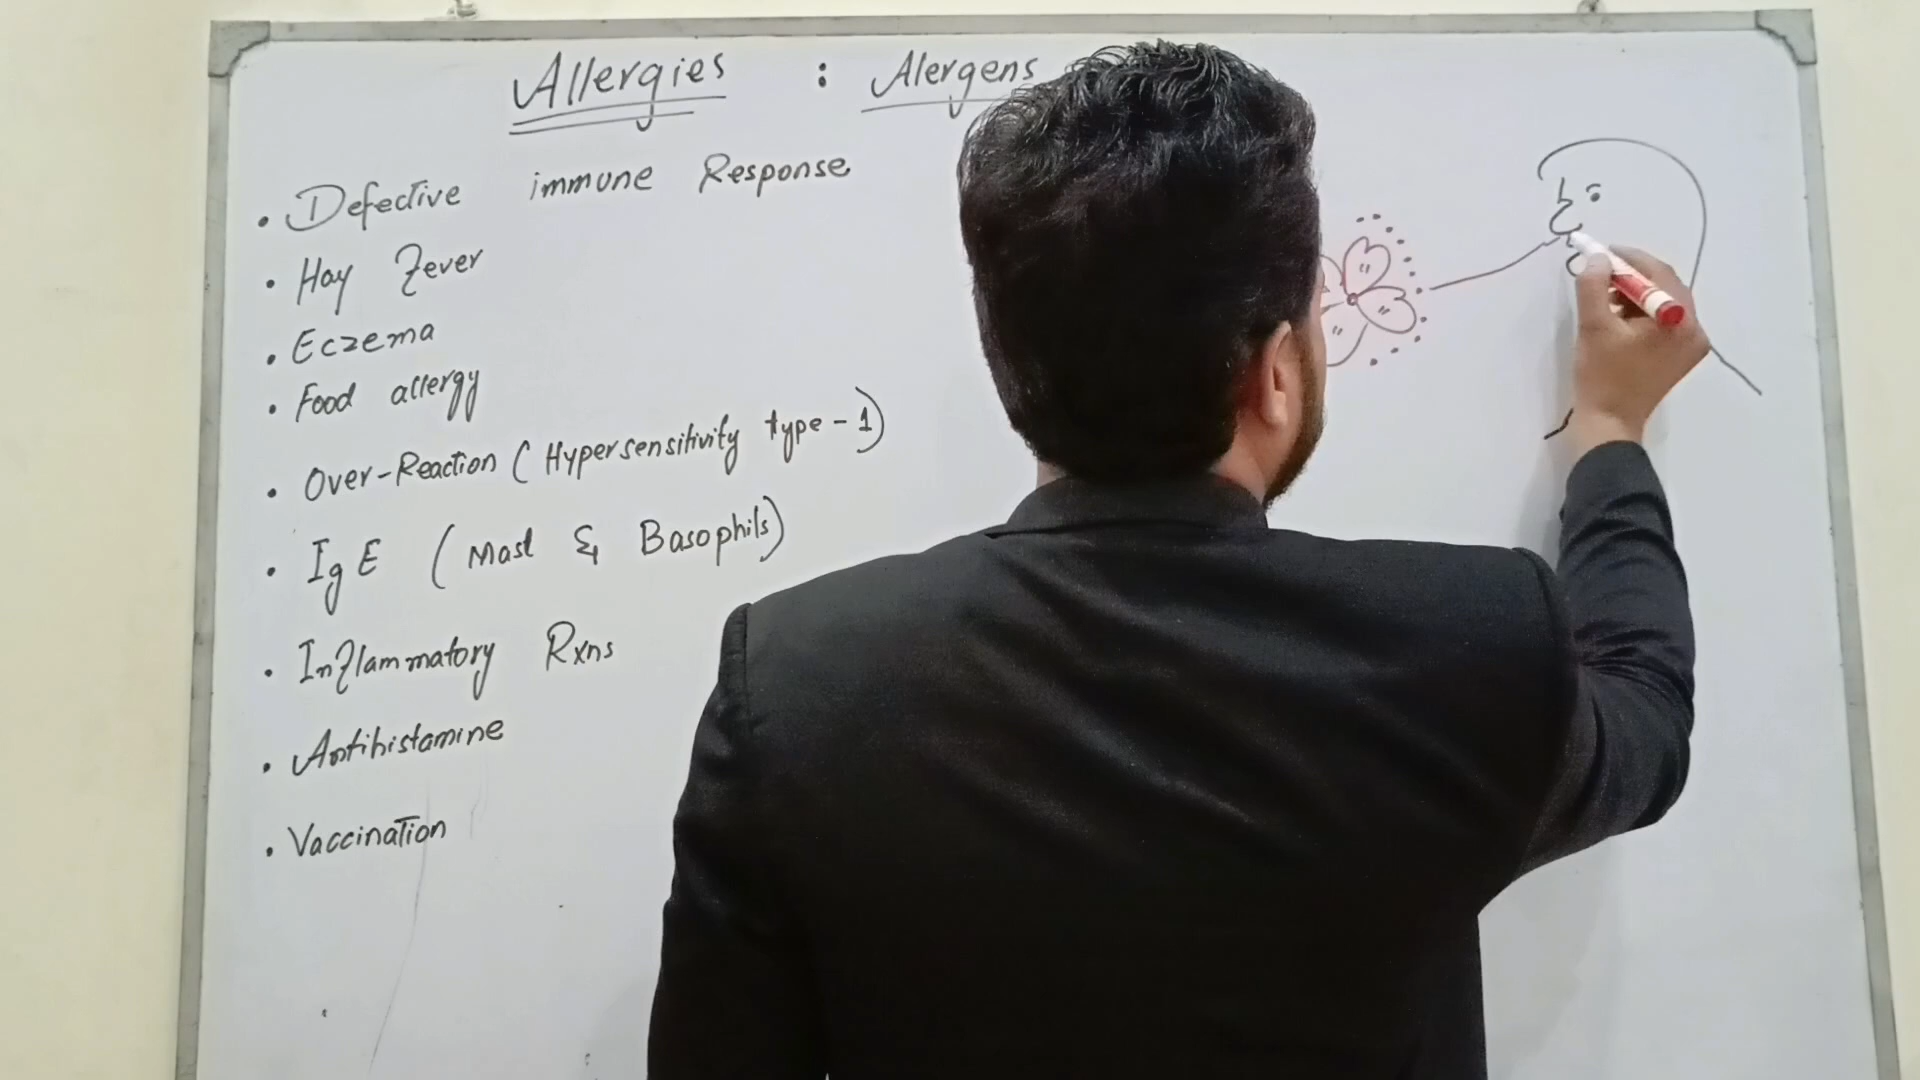 Allergies : Alergens
• Defective immune Response
• Hay Fever
• Eczema
• Food allergy
• Over-Reaction (Hypersensitivity type-1)
• IgE (Mast & Basophils)
• Inflammatory Rxns
• Antihistamine
• Vaccination